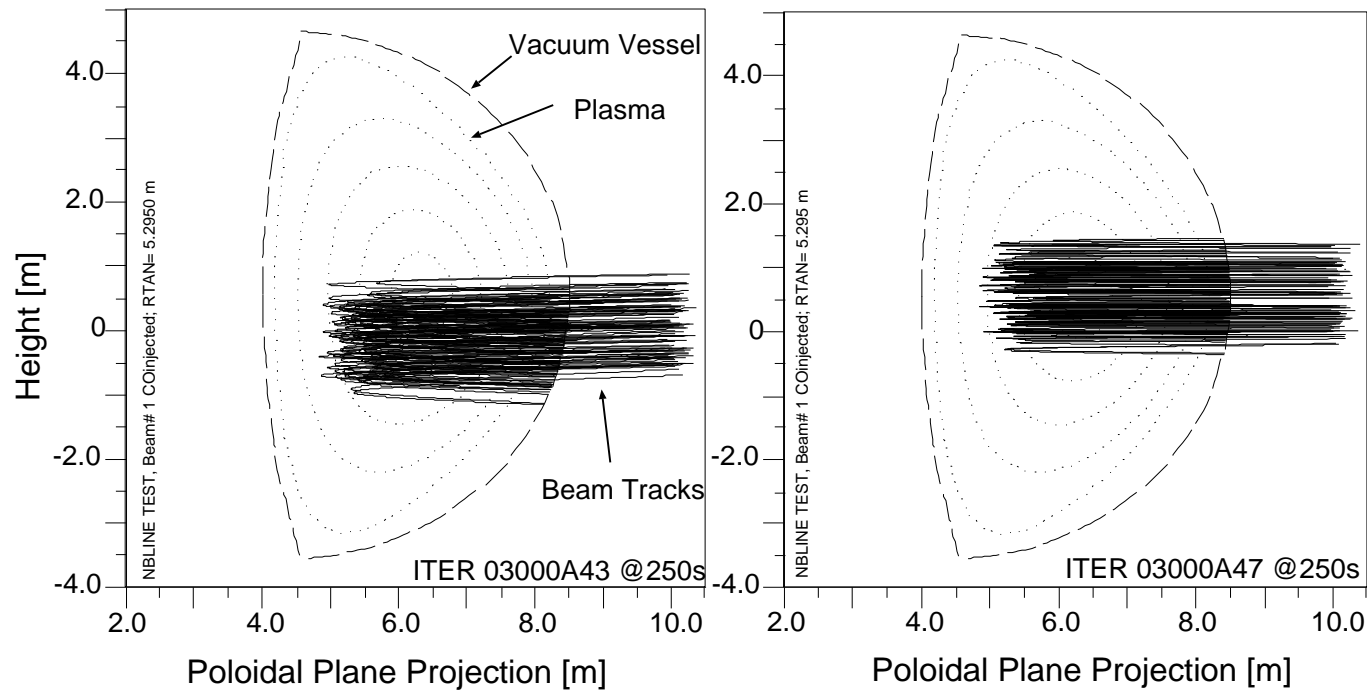 4.0
2.0
0
-2.0
-4.0
Height [m]
NBLINE TEST, Beam# 1 COinjected; RTAN= 5.2950 m
Vacuum Vessel
Plasma
Beam Tracks
ITER 03000A43 @250s
2.0 4.0 6.0 8.0 10.0
Poloidal Plane Projection [m]
4.0
2.0
0
-2.0
-4.0
NBLINE TEST, Beam# 1 COinjected; RTAN= 5.295 m
ITER 03000A47 @250s
2.0 4.0 6.0 8.0 10.0
Poloidal Plane Projection [m]